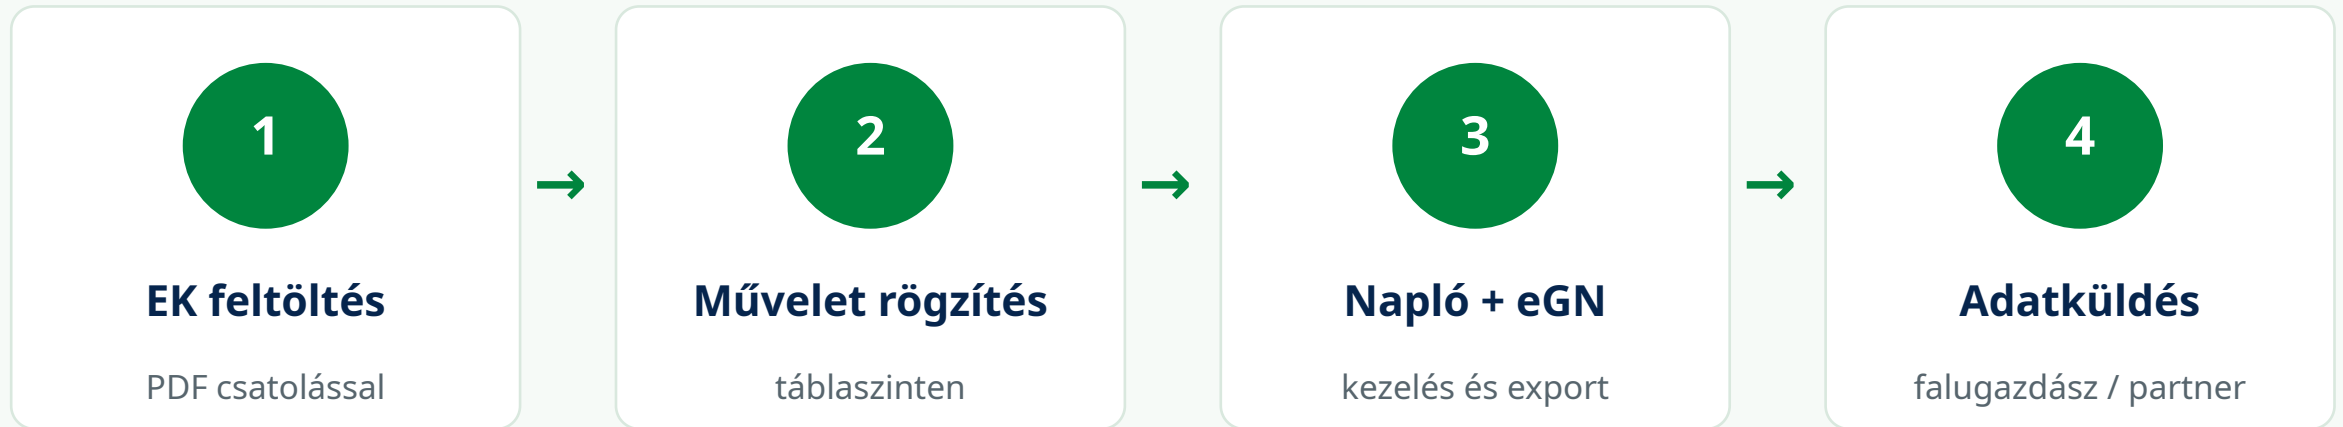 1
EK feltöltés
PDF csatolással
→
2
Művelet rögzítés
táblaszinten
→
3
Napló + eGN
kezelés és export
→
4
Adatküldés
falugazdász / partner